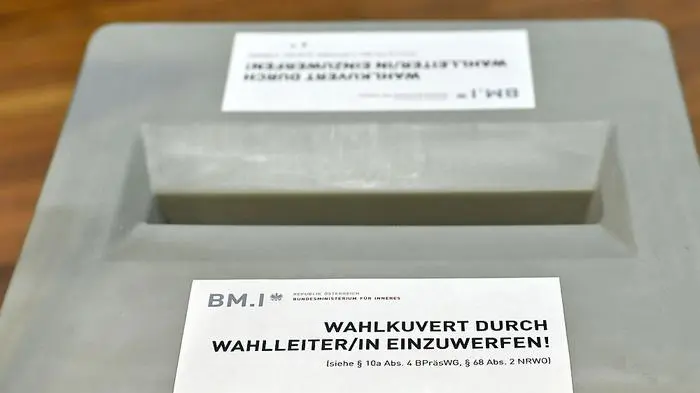 WAHLKUVERT DURCH
WAHLLEITER/IN EINZUWERFEN!
BM.I
BM.I REPUBLIK ÖSTERREICH
BUNDESMINISTERIUM FÜR INNERES
WAHLKUVERT DURCH
WAHLLEITER/IN EINZUWERFEN!
(siehe § 10a Abs. 4 BPräsWG, § 68 Abs. 2 NRWO)